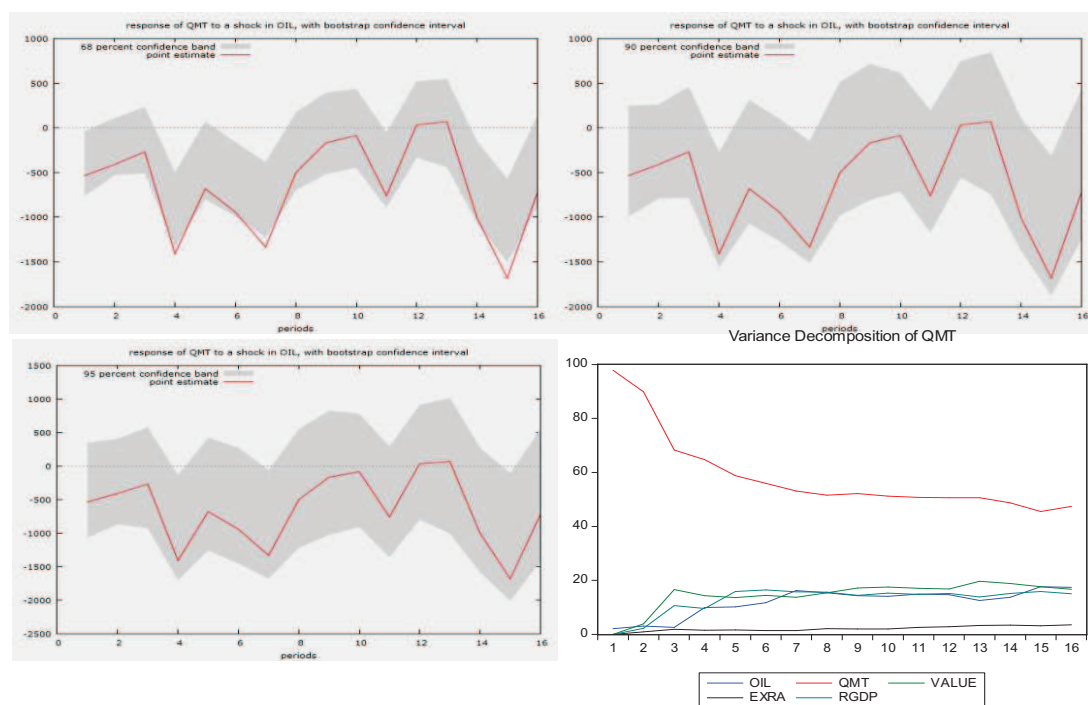 response of QMT to a shock in OIL, with bootstrap confidence interval
68 percent confidence band
point estimate
1000
500
0
-500
-1000
-1500
-2000
0 2 4 6 8 10 12 14 16
periods
response of QMT to a shock in OIL, with bootstrap confidence interval
90 percent confidence band
point estimate
1000
500
0
-500
-1000
-1500
-2000
0 2 4 6 8 10 12 14 16
periods
response of QMT to a shock in OIL, with bootstrap confidence interval
95 percent confidence band
point estimate
1500
1000
500
0
-500
-1000
-1500
-2000
-2500
0 2 4 6 8 10 12 14 16
periods
Variance Decomposition of QMT
100
80
60
40
20
0
1 2 3 4 5 6 7 8 9 10 11 12 13 14 15 16
OIL QMT VALUE
EXRA RGDP